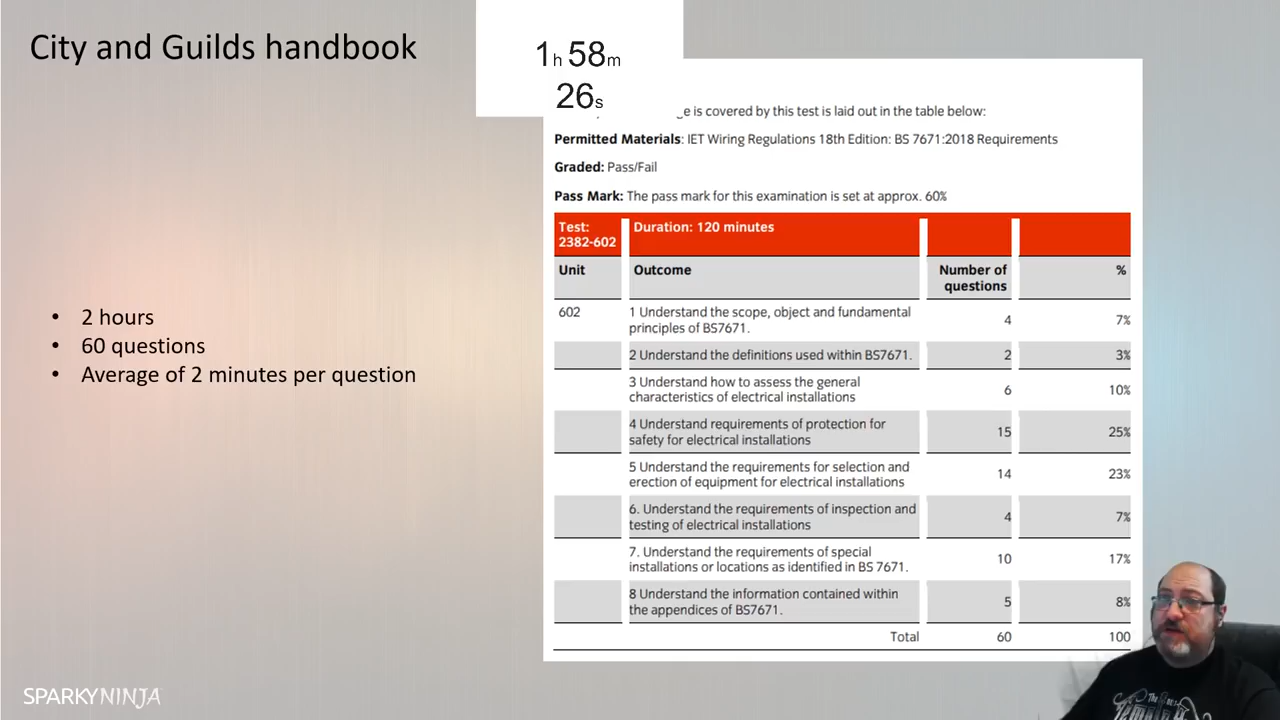 City and Guilds handbook
1h 58m
26s
is covered by this test is laid out in the table below:
Permitted Materials: IET Wiring Regulations 18th Edition: BS 7671:2018 Requirements
Graded: Pass/Fail
Pass Mark: The pass mark for this examination is set at approx. 60%
Test: Duration: 120 minutes
2382-602
Unit Outcome Number of questions %
602 1 Understand the scope, object and fundamental
principles of BS7671. 4 7%
2 Understand the definitions used within BS7671. 2 3%
3 Understand how to assess the general
characteristics of electrical installations 6 10%
4 Understand requirements of protection for
safety for electrical installations 15 25%
5 Understand the requirements for selection and
erection of equipment for electrical installations 14 23%
6. Understand the requirements of inspection and
testing of electrical installations 4 7%
7. Understand the requirements of special
installations or locations as identified in BS 7671. 10 17%
8 Understand the information contained within
the appendices of BS7671. 5 8%
Total 60 100
• 2 hours
• 60 questions
• Average of 2 minutes per question
SPARKYNINJA